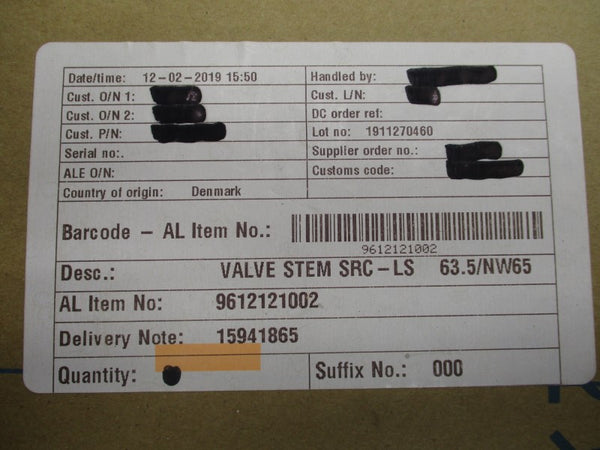 Date/time: 12-02-2019 15:50 Handled by:
Cust. O/N 1: Cust. L/N:
Cust. O/N 2: DC order ref:
Cust. P/N: Lot no: 1911270460
Serial no:. Supplier order no.:
ALE O/N: Customs code:
Country of origin: Denmark
Barcode - AL Item No.:
9612121002
Desc.: VALVE STEM SRC-LS 63.5/NW65
AL Item No: 9612121002
Delivery Note: 15941865
Quantity: Suffix No.: 000